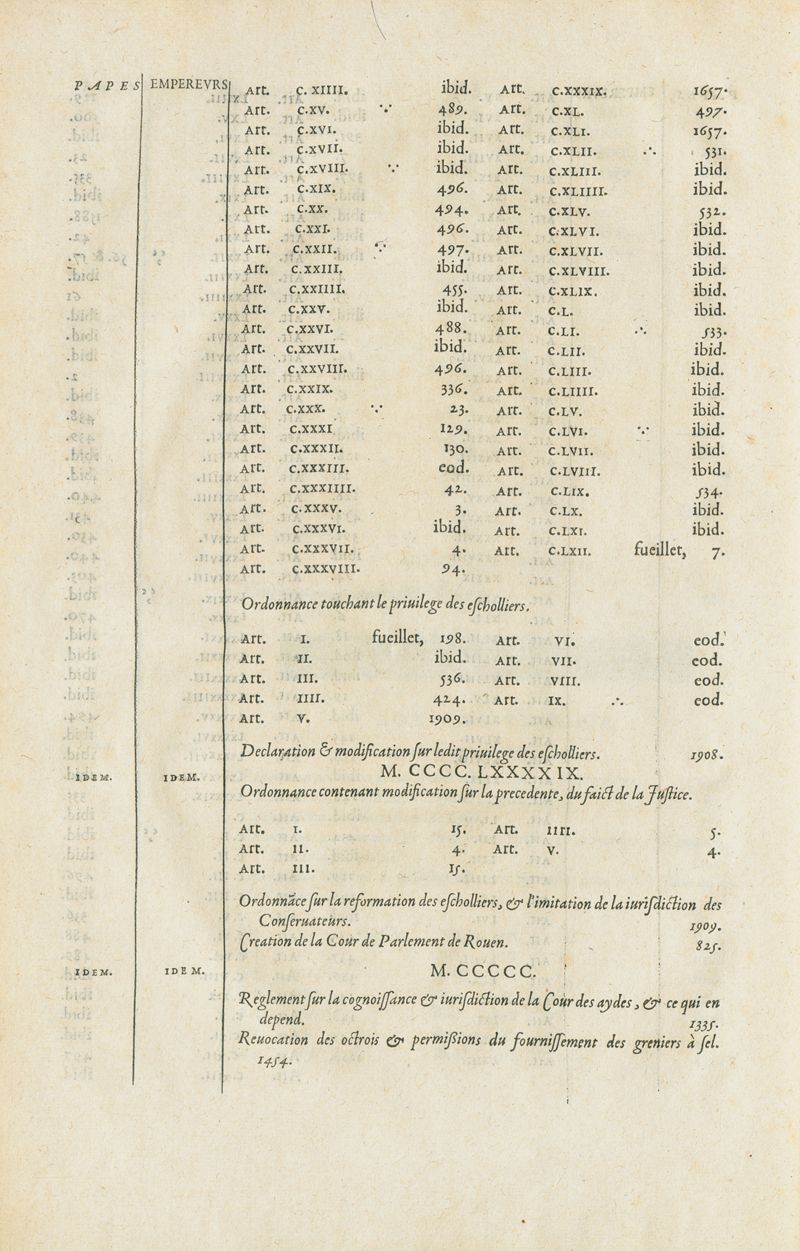 PAPES EMPEREVRS
Art. C. XIIII. ibid. Art. C.XXXIX. 1657.
Art. C.XV. ∵ 489. Art. C.XL. 497.
Art. C.XVI. ibid. Art. C.XLI. 1657.
Art. C.XVII. ibid. Art. C.XLII. ∴ 531.
Art. C.XVIII. ∵ ibid. Art. C.XLIII. ibid.
Art. C.XIX. 496. Art. C.XLIIII. ibid.
Art. C.XX. 494. Art. C.XLV. 532.
Art. C.XXI. 496. Art. C.XLVI. ibid.
Art. C.XXII. ∵ 497. Art. C.XLVII. ibid.
Art. C.XXIII. ibid. Art. C.XLVIII. ibid.
Art. C.XXIIII. 455. Art. C.XLIX. ibid.
Art. C.XXV. ibid. Art. C.L. ibid.
Art. C.XXVI. 488. Art. C.LI. ∴ 533.
Art. C.XXVII. ibid. Art. C.LII. ibid.
Art. C.XXVIII. 496. Art. C.LIII. ibid.
Art. C.XXIX. 336. Art. C.LIIII. ibid.
Art. C.XXX. ∵ 23. Art. C.LV. ibid.
Art. C.XXXI 129. Art. C.LVI. ∵ ibid.
Art. C.XXXII. 130. Art. C.LVII. ibid.
Art. C.XXXIII. eod. Art. C.LVIII. ibid.
Art. C.XXXIIII. 42. Art. C.LIX. 534.
Art. C.XXXV. 3. Art. C.LX. ibid.
Art. C.XXXVI. ibid. Art. C.LXI. ibid.
Art. C.XXXVII. 4. Art. C.LXII. fueillet, 7.
Art. C.XXXVIII. 94.
Ordonnance touchant le priuilege des eſcholliers.
Art. I. fueillet, 198. Art. VI. eod.
Art. II. ibid. Art. VII. eod.
Art. III. 536. Art. VIII. eod.
Art. IIII. 424. Art. IX. ∴ eod.
Art. V. 1909.
Declaration & modification ſur ledit priuilege des eſcholliers. 1908.
IDEM. IDEM. M. CCCC. LXXXXIX.
Ordonnance contenant modification ſur la precedente, du faict de la Juſtice.
Art. I. 15. Art. IIII. 5.
Art. II. 4. Art. V. 4.
Art. III. 15.
Ordonnãce ſur la reformation des eſcholliers, & l'imitation de la iuriſdiction des
Conſeruateurs. 1909.
Creation de la Cour de Parlement de Rouen. 825.
IDEM. IDEM. M. CCCCC.
Reglement ſur la cognoiſſance & iuriſdiction de la Cour des aydes, & ce qui en
depend. 1335.
Reuocation des octrois & permiſsions du fourniſſement des greniers à ſel.
1454.